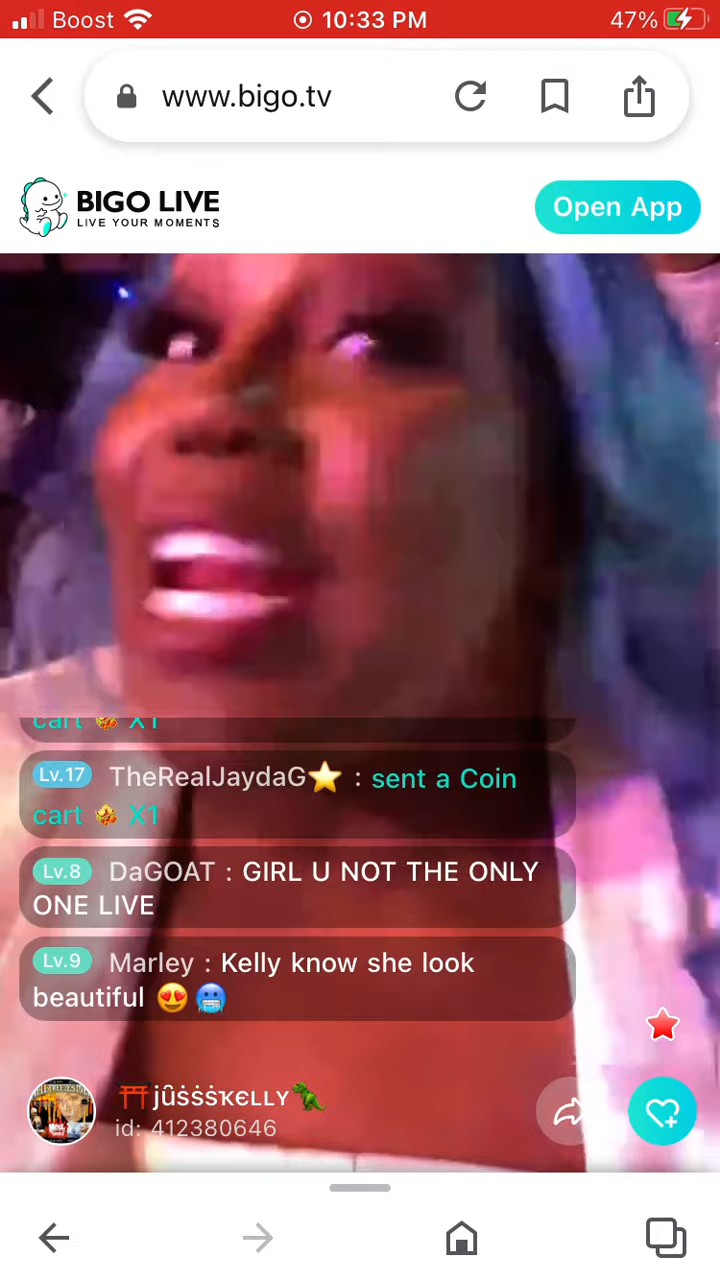 Boost 10:33 PM 47%
www.bigo.tv
BIGO LIVE
LIVE YOUR MOMENTS
Open App
cart 🍪 X1
Lv.17 TheRealJaydaG⭐ : sent a Coin
cart X1
Lv.8 DaGOAT : GIRL U NOT THE ONLY
ONE LIVE
Lv.9 Marley : Kelly know she look
beautiful 😍🥶
⛩️jûṡṡṡҡЄLLY🦖
id: 412380646